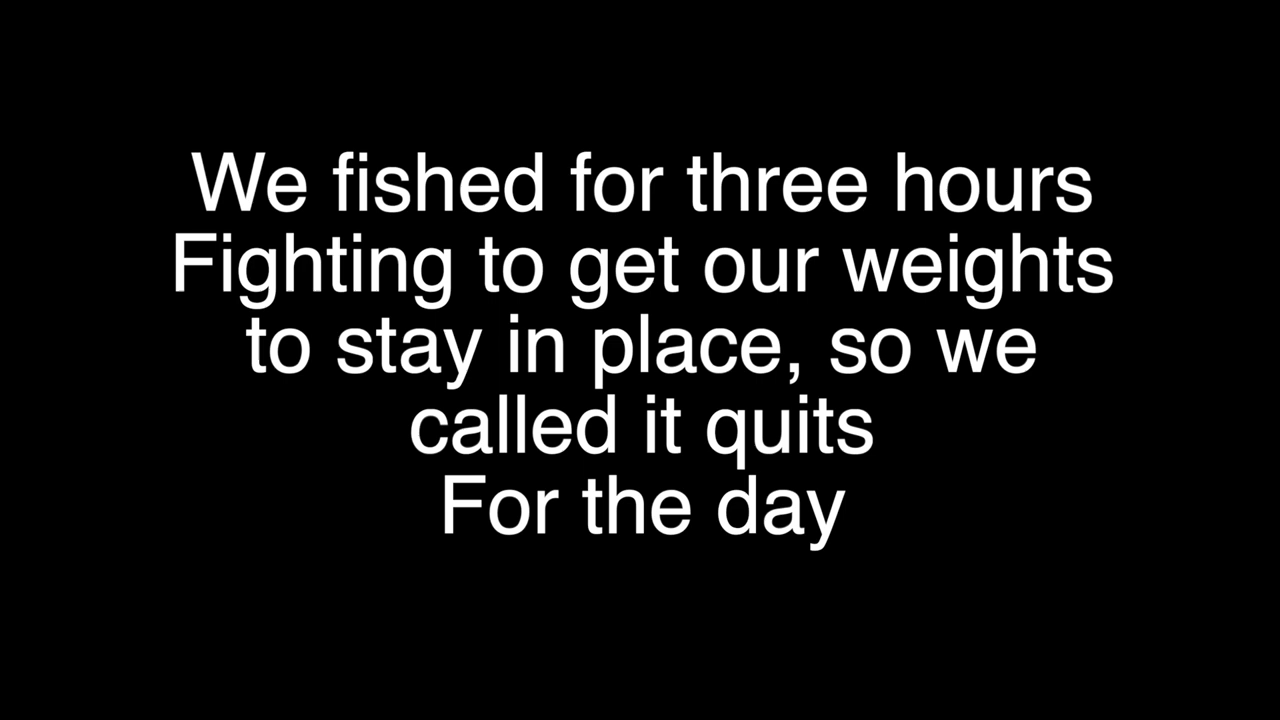 We fished for three hours
Fighting to get our weights
to stay in place, so we
called it quits
For the day